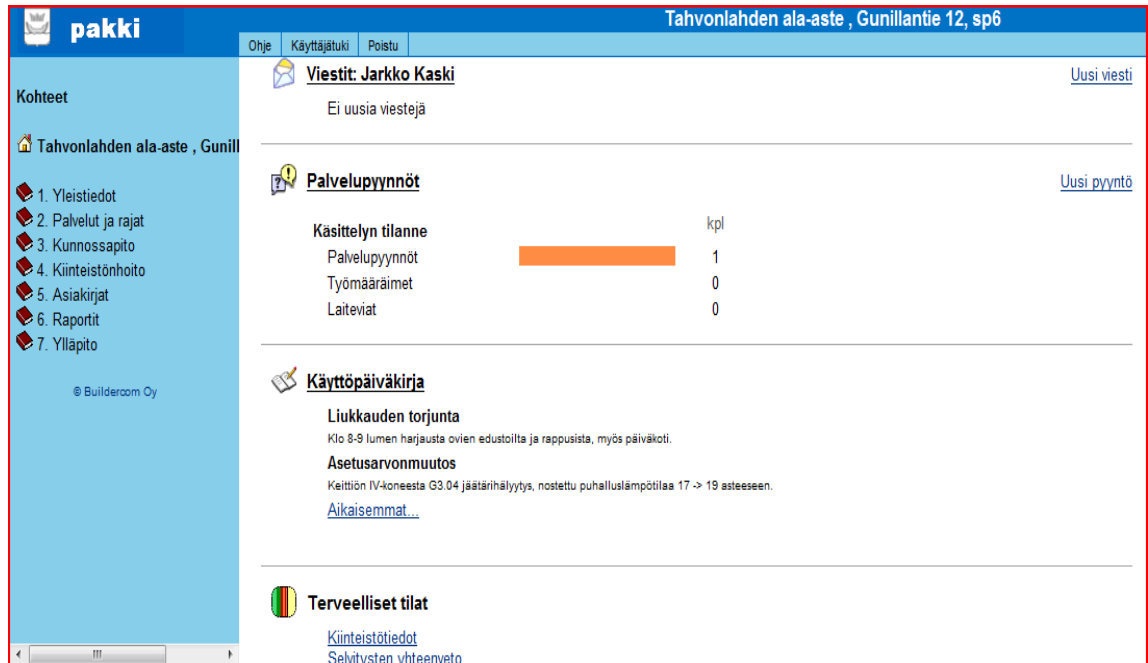 pakki
Tahvonlahden ala-aste , Gunillantie 12, sp6
Ohje Käyttäjätuki Poistu
Kohteet
Tahvonlahden ala-aste , Gunill
1. Yleistiedot
2. Palvelut ja rajat
3. Kunnossapito
4. Kiinteistönhoito
5. Asiakirjat
6. Raportit
7. Ylläpito
© Buildercom Oy
Viestit: Jarkko Kaski Uusi viesti
Ei uusia viestejä
Palvelupyynnöt Uusi pyyntö
Käsittelyn tilanne kpl
Palvelupyynnöt 1
Työmääräimet 0
Laiteviat 0
Käyttöpäiväkirja
Liukkauden torjunta
Klo 8-9 lumen harjausta ovien edustoilta ja rappusista, myös päiväkoti.
Asetusarvonmuutos
Keittiön IV-koneesta G3.04 jäätärihälyytys, nostettu puhalluslämpötilaa 17 -> 19 asteeseen.
Aikaisemmat...
Terveelliset tilat
Kiinteistötiedot
Selvitysten yhteenveto